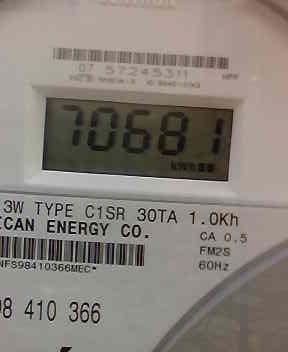 07 57245311
70681
kWh
3W TYPE C1SR 30TA 1.0Kh
ICAN ENERGY CO.
CA 0.5
FM2S
60Hz
NFS98410366MEC*
98 410 366